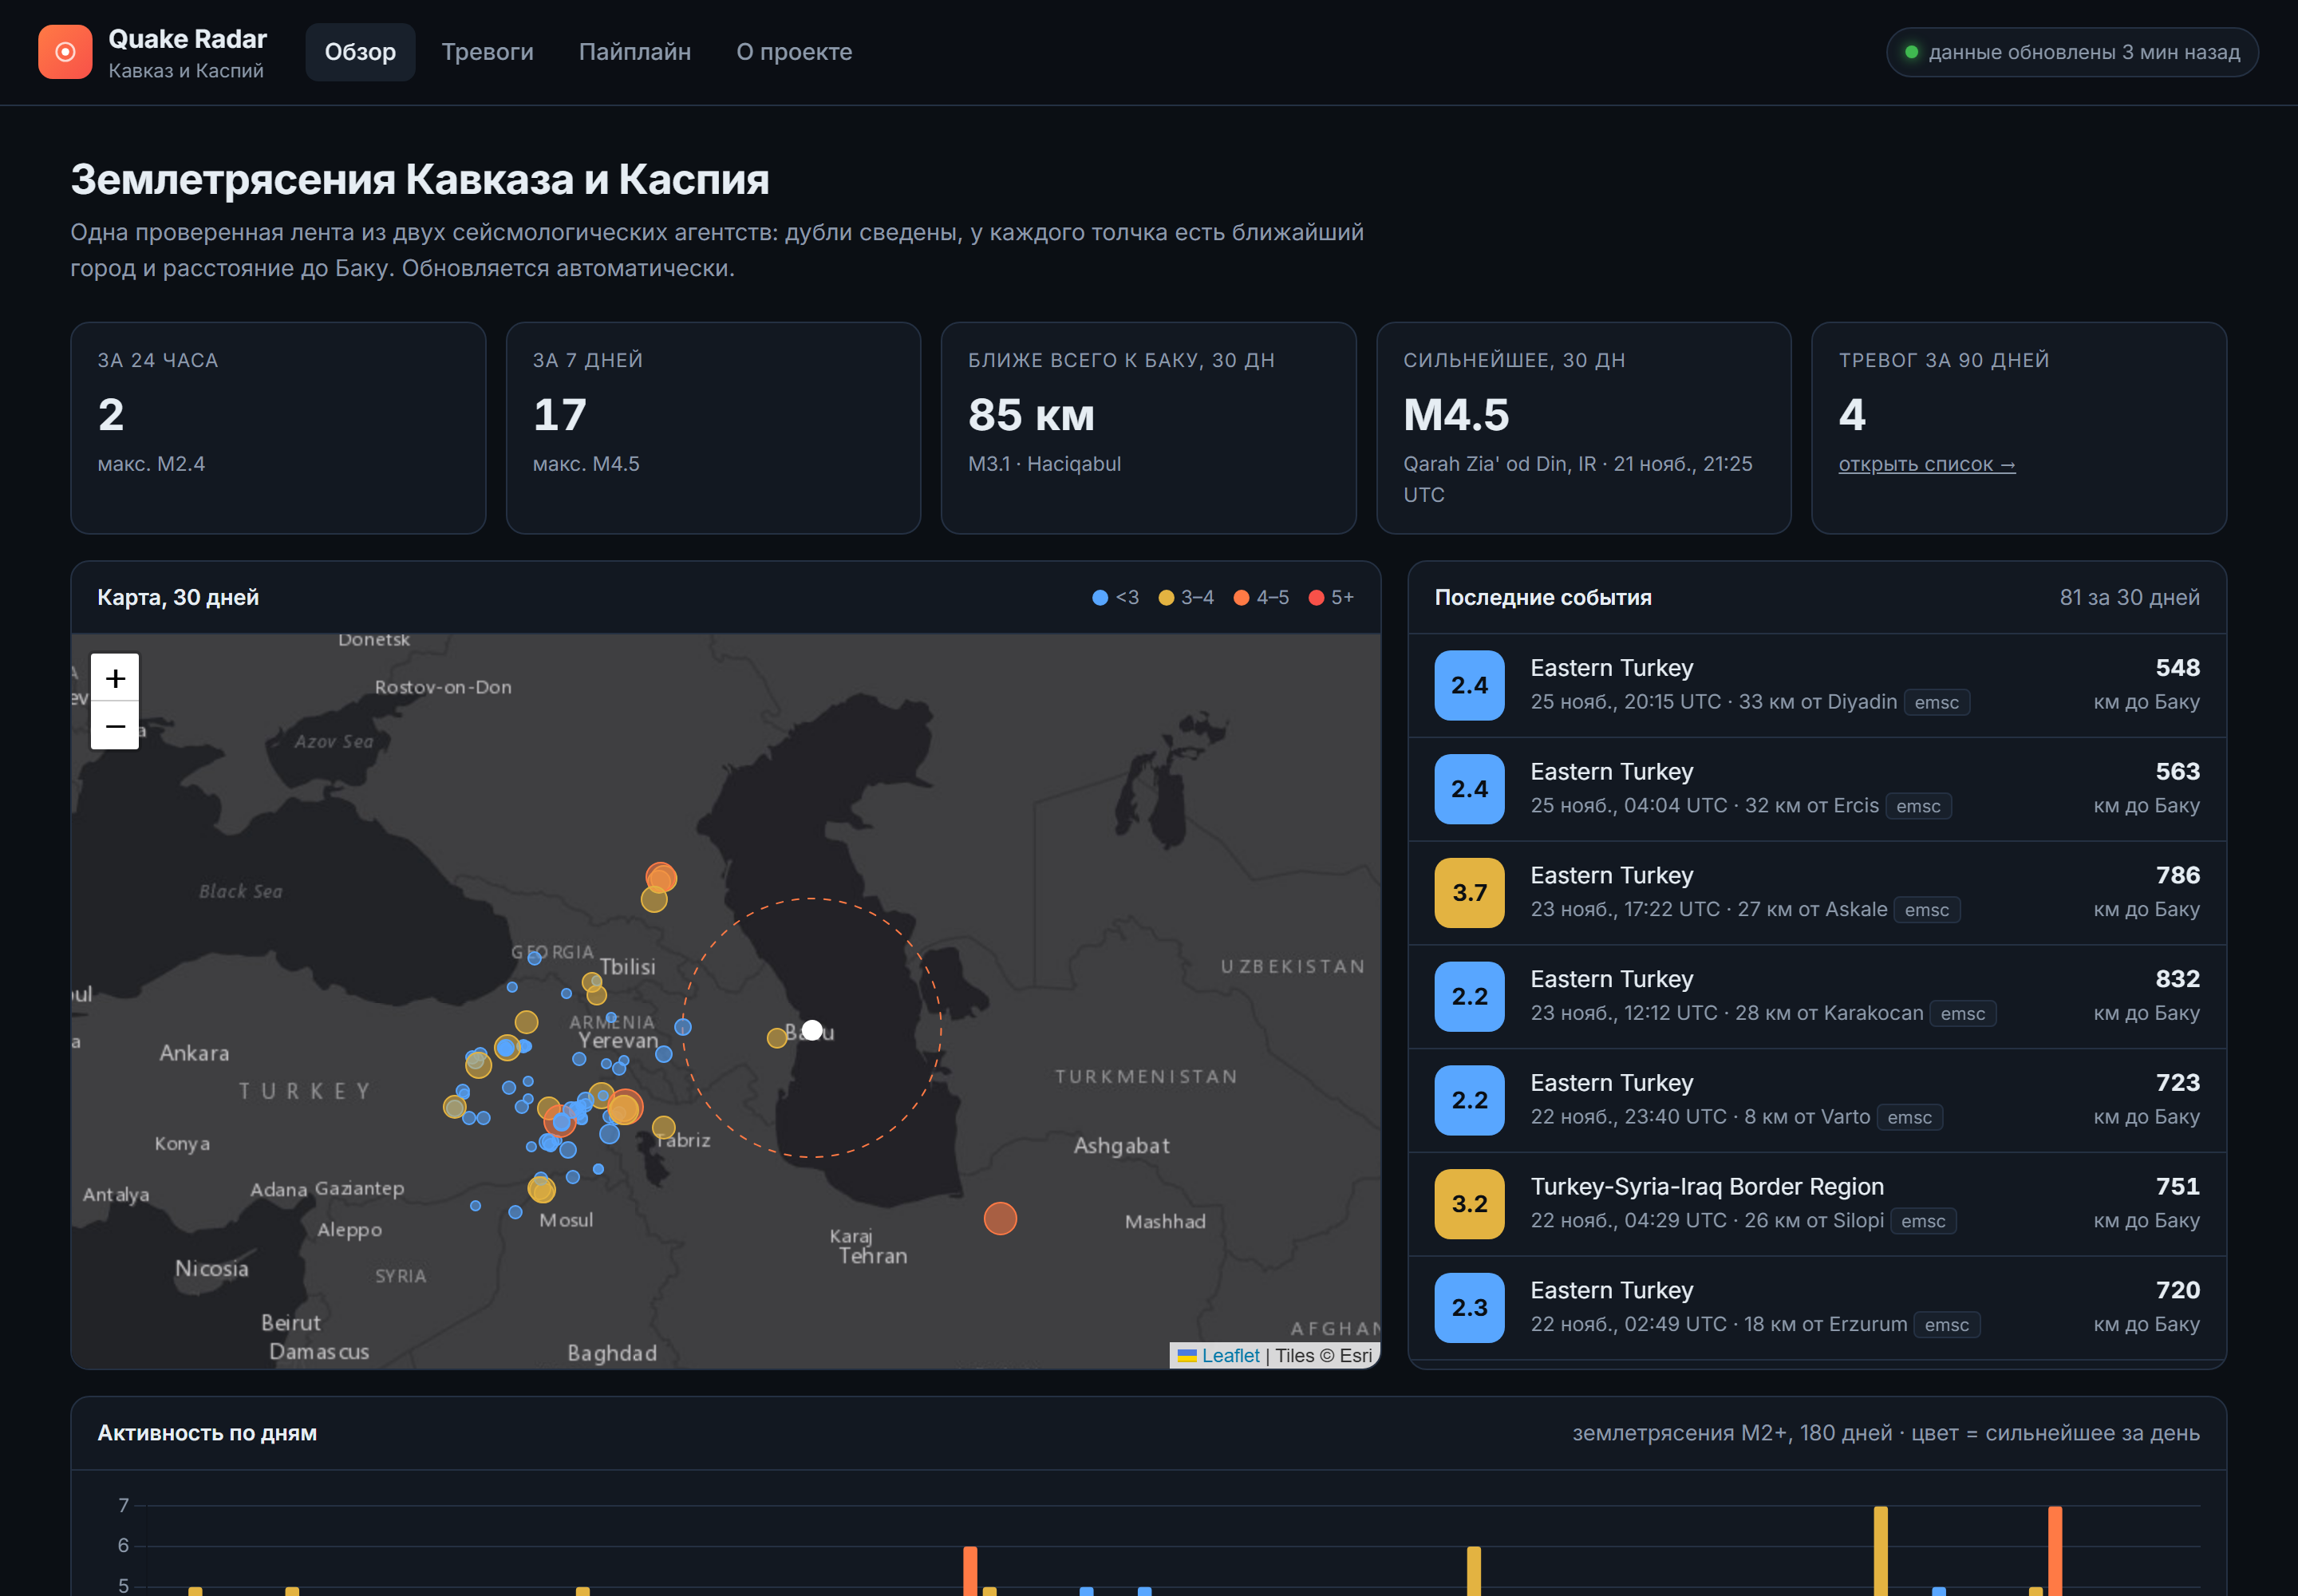 Quake Radar
Кавказ и Каспий
Обзор
Тревоги
Пайплайн
О проекте
данные обновлены 3 мин назад
Землетрясения Кавказа и Каспия
Одна проверенная лента из двух сейсмологических агентств: дубли сведены, у каждого толчка есть ближайший
город и расстояние до Баку. Обновляется автоматически.
ЗА 24 ЧАСА
2
макс. M2.4
ЗА 7 ДНЕЙ
17
макс. M4.5
БЛИЖЕ ВСЕГО К БАКУ, 30 ДН
85 км
M3.1 · Haciqabul
СИЛЬНЕЙШЕЕ, 30 ДН
M4.5
Qarah Zia' od Din, IR · 21 нояб., 21:25
UTC
ТРЕВОГ ЗА 90 ДНЕЙ
4
открыть список →
Карта, 30 дней
<3
3–4
4–5
5+
+
−
Donetsk
Rostov-on-Don
Azov Sea
Black Sea
GEORGIA
Tbilisi
UZBEKISTAN
ARMENIA
Yerevan
Baku
Ankara
TURKEY
TURKMENISTAN
Konya
Tabriz
Ashgabat
Antalya
Adana
Gaziantep
Mosul
Mashhad
Aleppo
Karaj
Tehran
Nicosia
SYRIA
Beirut
Damascus
Baghdad
AFGHAN
Leaflet | Tiles © Esri
Последние события
81 за 30 дней
2.4
Eastern Turkey
548
25 нояб., 20:15 UTC · 33 км от Diyadin emsc
км до Баку
2.4
Eastern Turkey
563
25 нояб., 04:04 UTC · 32 км от Ercis emsc
км до Баку
3.7
Eastern Turkey
786
23 нояб., 17:22 UTC · 27 км от Askale emsc
км до Баку
2.2
Eastern Turkey
832
23 нояб., 12:12 UTC · 28 км от Karakocan emsc
км до Баку
2.2
Eastern Turkey
723
22 нояб., 23:40 UTC · 8 км от Varto emsc
км до Баку
3.2
Turkey-Syria-Iraq Border Region
751
22 нояб., 04:29 UTC · 26 км от Silopi emsc
км до Баку
2.3
Eastern Turkey
720
22 нояб., 02:49 UTC · 18 км от Erzurum emsc
км до Баку
Активность по дням
землетрясения M2+, 180 дней · цвет = сильнейшее за день
7
6
5